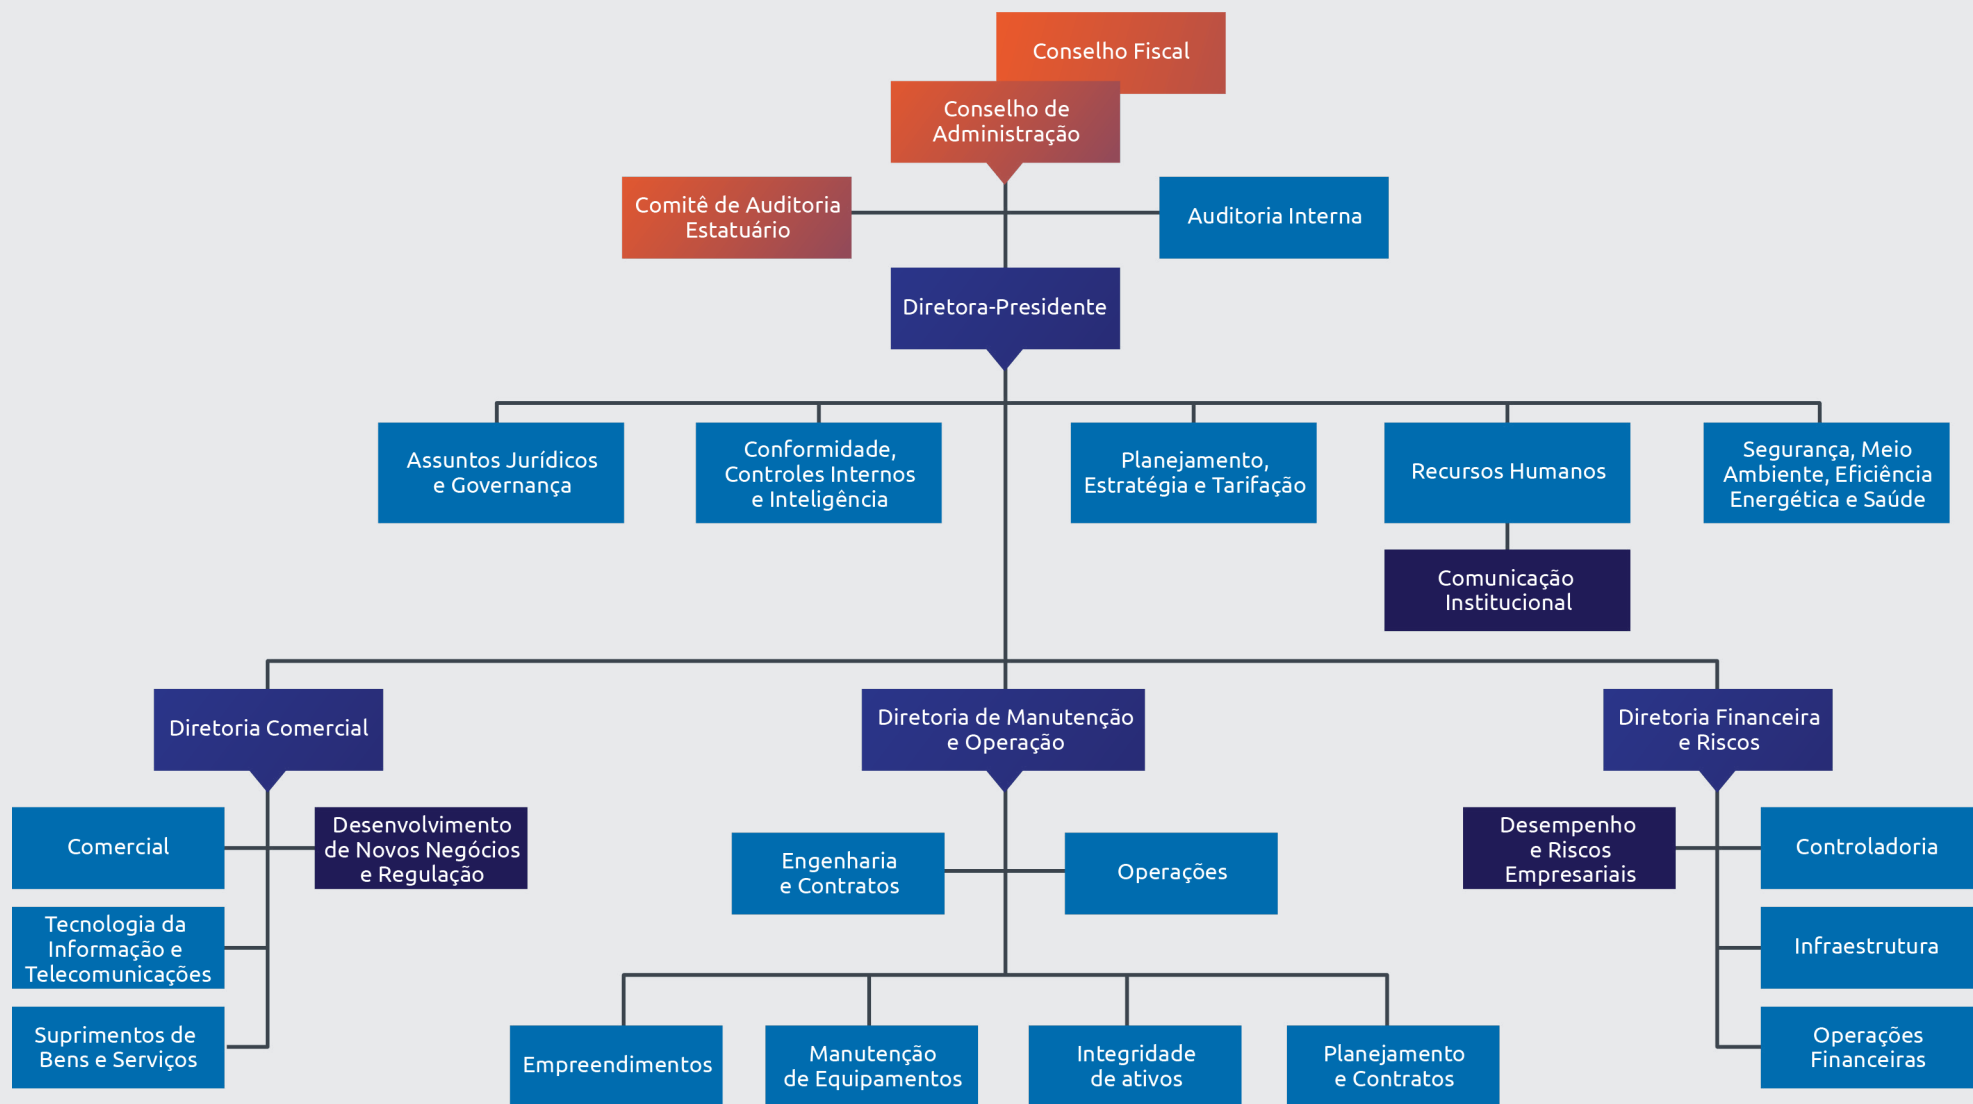 Conselho Fiscal
Conselho de
Administração
Comitê de Auditoria
Estatuário
Auditoria Interna
Diretora-Presidente
Assuntos Jurídicos
e Governança
Conformidade,
Controles Internos
e Inteligência
Planejamento,
Estratégia e Tarifação
Recursos Humanos
Segurança, Meio
Ambiente, Eficiência
Energética e Saúde
Comunicação
Institucional
Diretoria Comercial
Diretoria de Manutenção
e Operação
Diretoria Financeira
e Riscos
Comercial
Desenvolvimento
de Novos Negócios
e Regulação
Tecnologia da
Informação e
Telecomunicações
Suprimentos de
Bens e Serviços
Engenharia
e Contratos
Operações
Empreendimentos
Manutenção
de Equipamentos
Integridade
de ativos
Planejamento
e Contratos
Desempenho
e Riscos
Empresariais
Controladoria
Infraestrutura
Operações
Financeiras